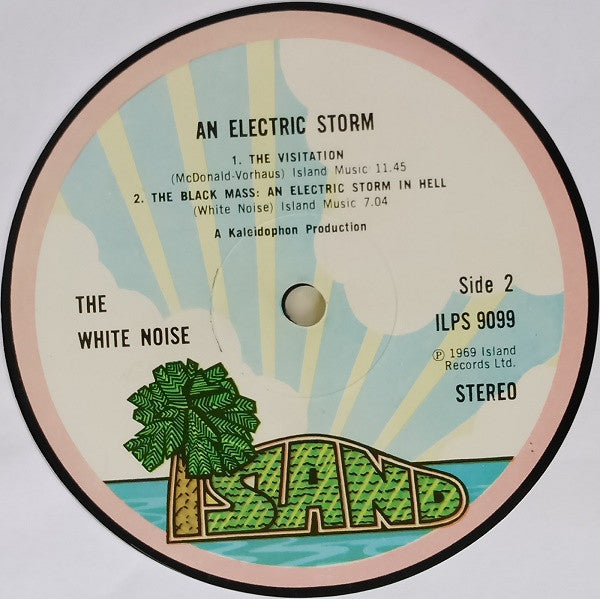 AN ELECTRIC STORM
1. THE VISITATION
(McDonald-Vorhaus) Island Music 11.45
2. THE BLACK MASS: AN ELECTRIC STORM IN HELL
(White Noise) Island Music 7.04
A Kaleidophon Production
THE
WHITE NOISE
Side 2
ILPS 9099
℗ 1969 Island
Records Ltd.
STEREO
ISLAND